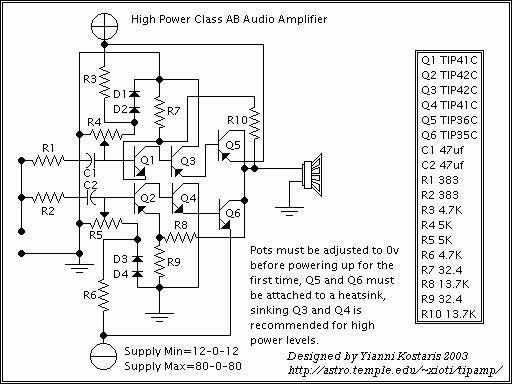 High Power Class AB Audio Amplifier
R3
D1
D2
R7
R4
R10
R1
C1
Q1
Q3
Q5
C2
R2
Q2
Q4
Q6
R5
R8
D3
D4
R9
R6
Q1 TIP41C
Q2 TIP42C
Q3 TIP42C
Q4 TIP41C
Q5 TIP36C
Q6 TIP35C
C1 47uf
C2 47uf
R1 383
R2 383
R3 4.7K
R4 5K
R5 5K
R6 4.7K
R7 32.4
R8 13.7K
R9 32.4
R10 13.7K
Pots must be adjusted to 0v
before powering up for the
first time, Q5 and Q6 must
be attached to a heatsink,
sinking Q3 and Q4 is
recommended for high
power levels.
Supply Min=12-0-12
Supply Max=80-0-80
Designed by Yianni Kostaris 2003
http://astro.temple.edu/~xioti/tipamp/